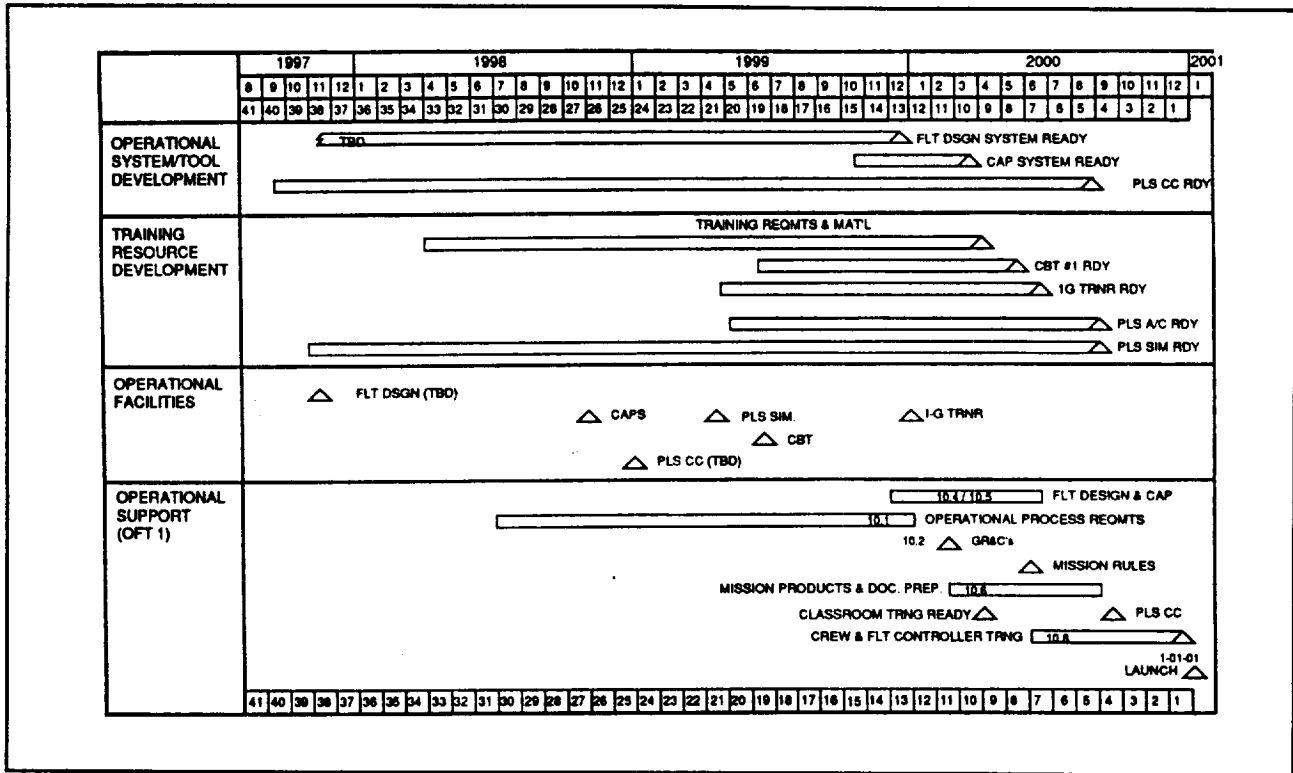 1997 1998 1999 2000 2001
8 9 10 11 12 1 2 3 4 5 6 7 8 9 10 11 12 1 2 3 4 5 6 7 8 9 10 11 12 1 2 3 4 5 6 7 8 9 10 11 12 1
41 40 39 38 37 36 35 34 33 32 31 30 29 28 27 26 25 24 23 22 21 20 19 18 17 16 15 14 13 12 11 10 9 8 7 6 5 4 3 2 1
OPERATIONAL
SYSTEM/TOOL
DEVELOPMENT
TBD FLT DSGN SYSTEM READY
CAP SYSTEM READY
PLS CC RDY
TRAINING
RESOURCE
DEVELOPMENT
TRAINING REQMTS & MAT'L
CBT #1 RDY
1G TRNR RDY
PLS A/C RDY
PLS SIM RDY
OPERATIONAL
FACILITIES
FLT DSGN (TBD)
CAPS PLS SIM. I-G TRNR
CBT
PLS CC (TBD)
OPERATIONAL
SUPPORT
(OFT 1)
10.4 / 10.5 FLT DESIGN & CAP
10.1 OPERATIONAL PROCESS REQMTS
10.2 GR&C's
MISSION RULES
MISSION PRODUCTS & DOC. PREP. 10.6
CLASSROOM TRNG READY PLS CC
CREW & FLT CONTROLLER TRNG 10.8
1-01-01
LAUNCH
41 40 39 38 37 36 35 34 33 32 31 30 29 28 27 26 25 24 23 22 21 20 19 18 17 16 15 14 13 12 11 10 9 8 7 6 5 4 3 2 1